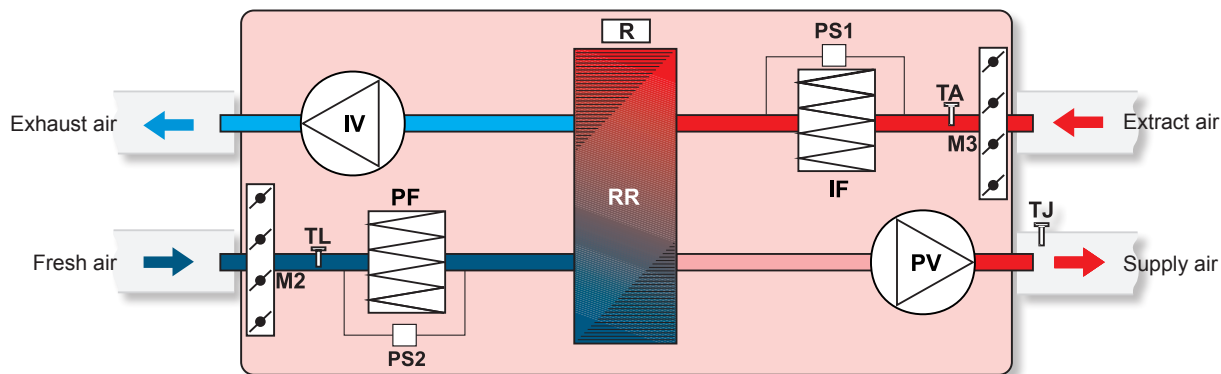 R
PS1
TA
Exhaust air
IV
M3
Extract air
IF
RR
PF
TL
TJ
Fresh air
M2
PV
Supply air
PS2